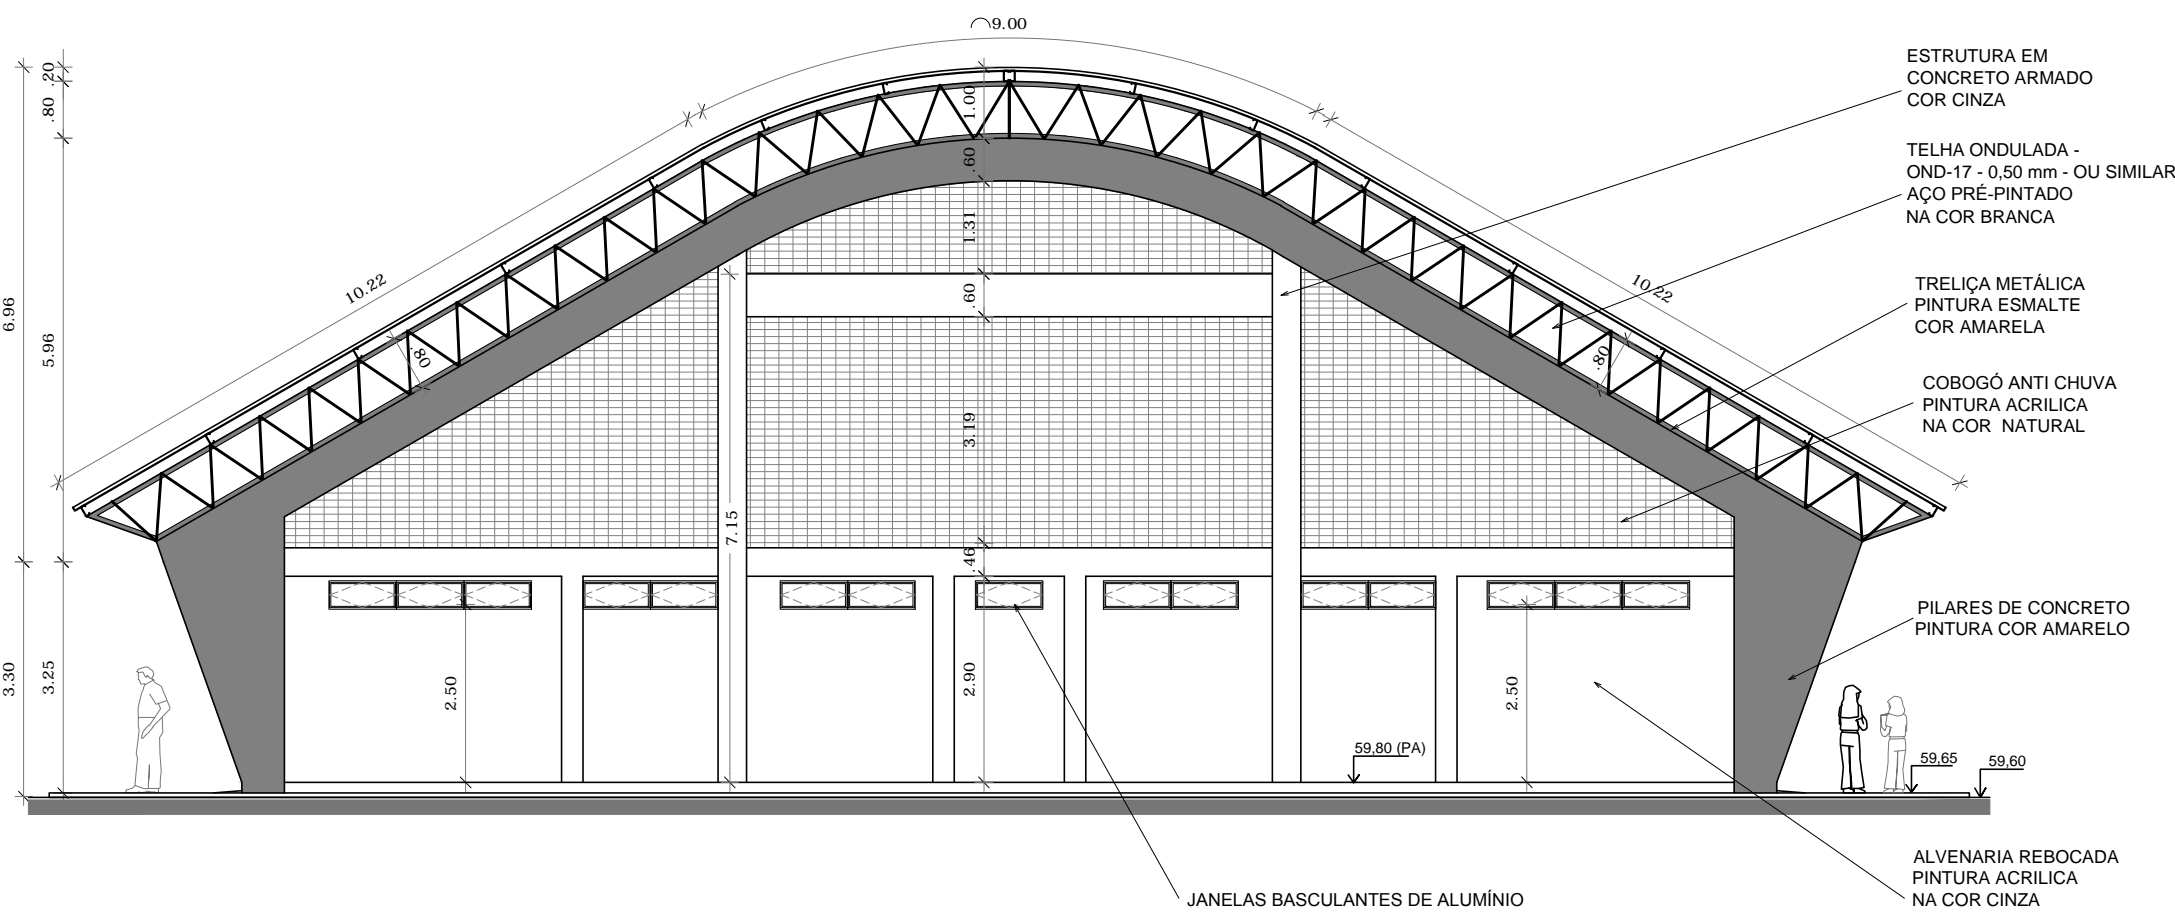 9.00
ESTRUTURA EM
CONCRETO ARMADO
COR CINZA
TELHA ONDULADA -
OND-17 - 0,50 mm - OU SIMILAR
AÇO PRÉ-PINTADO
NA COR BRANCA
TRELIÇA METÁLICA
PINTURA ESMALTE
COR AMARELA
COBOGÓ ANTI CHUVA
PINTURA ACRILICA
NA COR NATURAL
PILARES DE CONCRETO
PINTURA COR AMARELO
ALVENARIA REBOCADA
PINTURA ACRILICA
NA COR CINZA
JANELAS BASCULANTES DE ALUMÍNIO
.20
.80
6.96
5.96
3.30
3.25
10.22
10.22
.80
.80
1.00
.60
1.31
.60
3.19
.46
2.90
7.15
2.50
2.50
59,80 (PA)
59,65
59,60